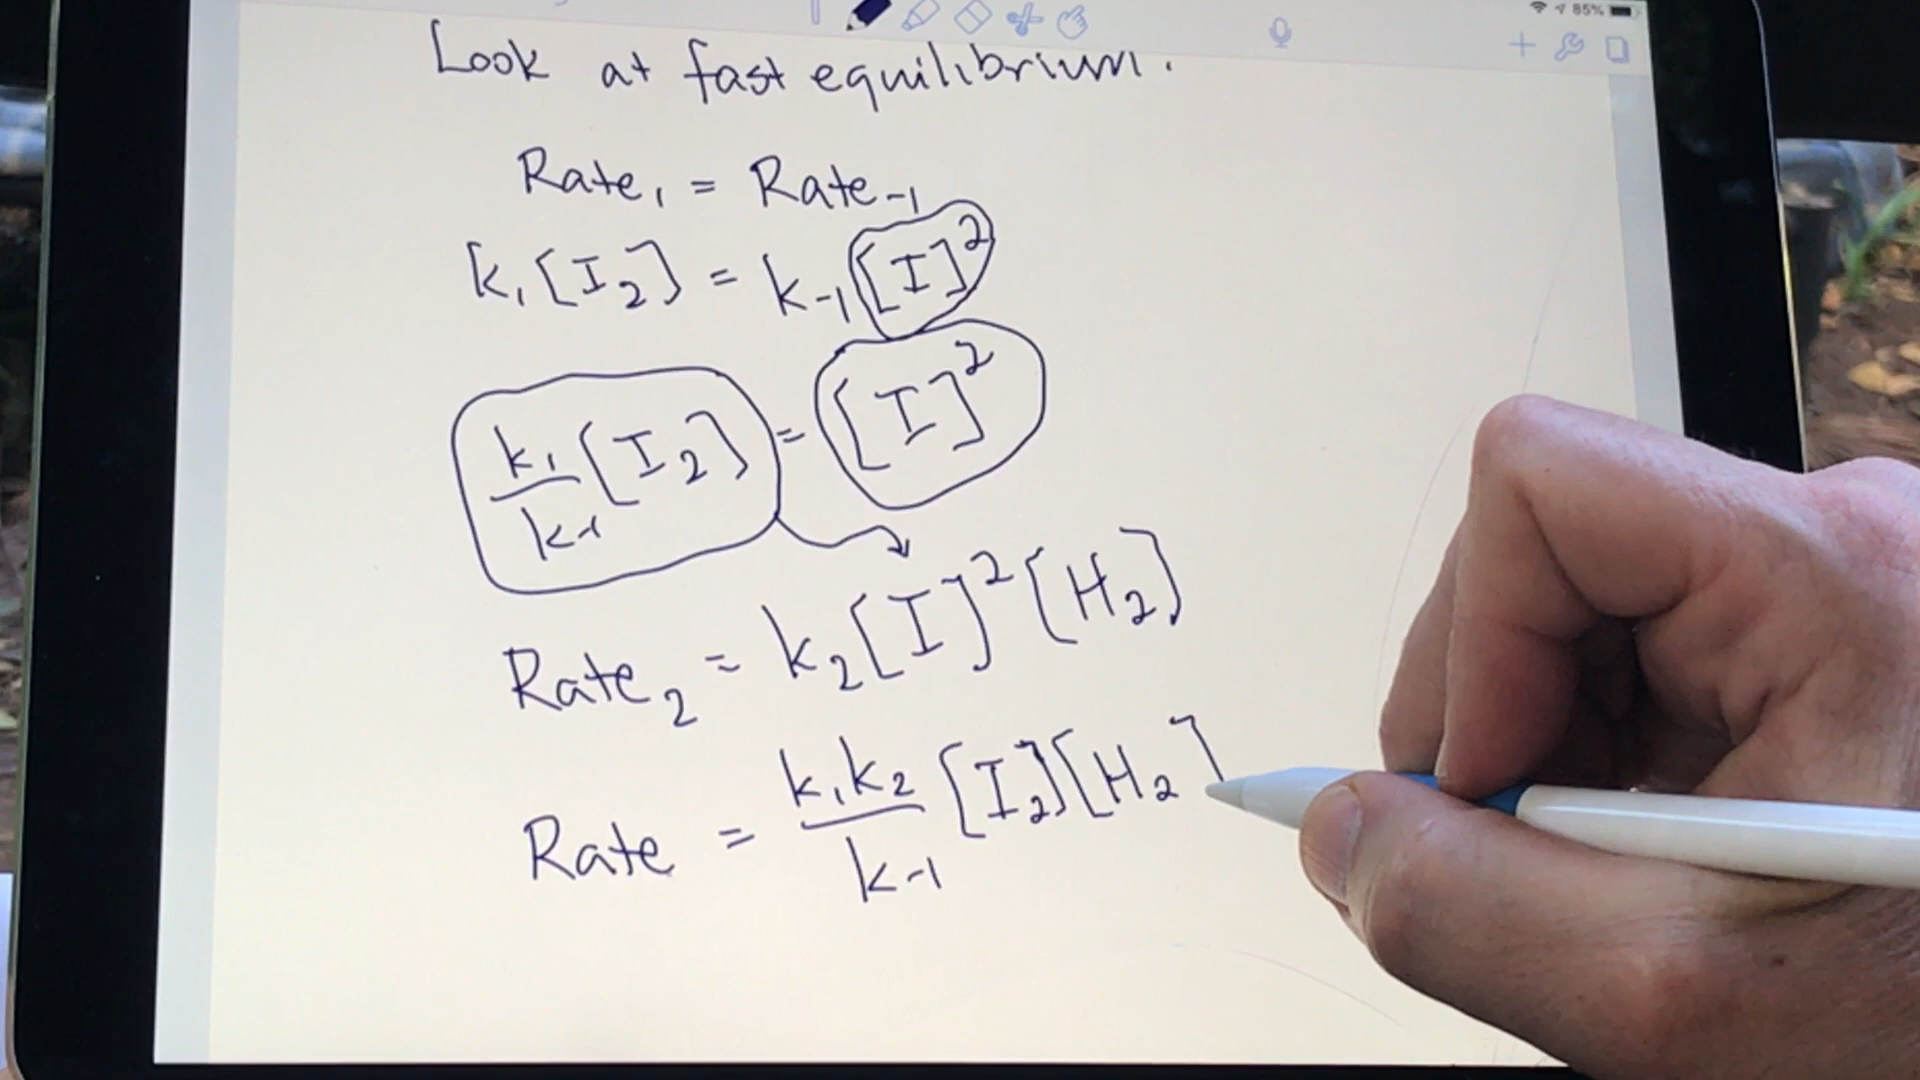 85%
Look at fast equilibrium.
Rate₁ = Rate₋₁
k₁[I₂] = k₋₁[I]²
k₁/k₋₁ [I₂] = [I]²
Rate₂ = k₂[I]²[H₂]
Rate = k₁k₂/k₋₁ [I₂][H₂]